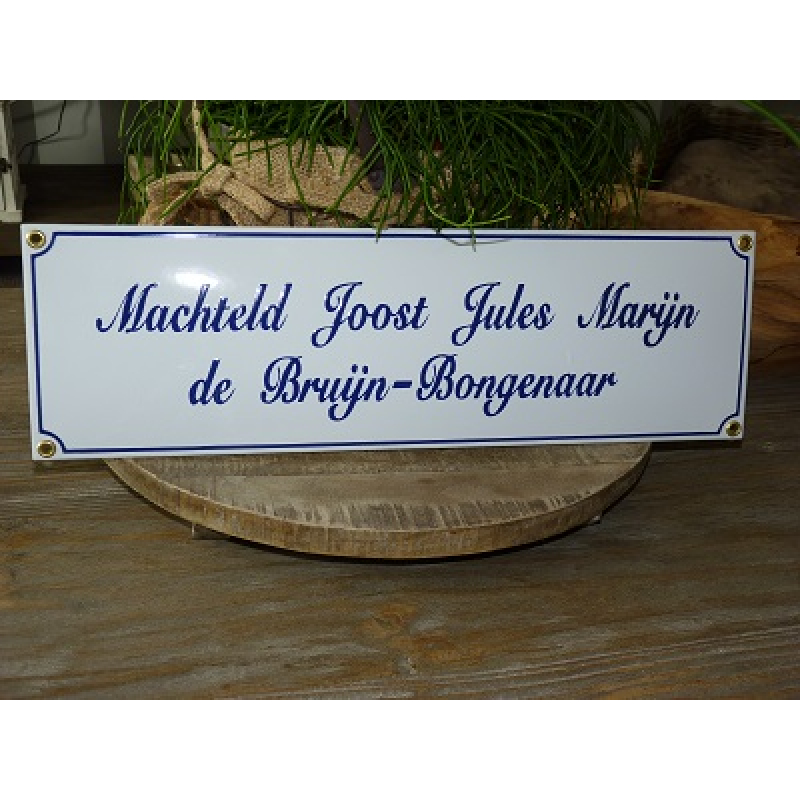 Machteld Joost Jules Marijn
de Bruijn-Bongenaar